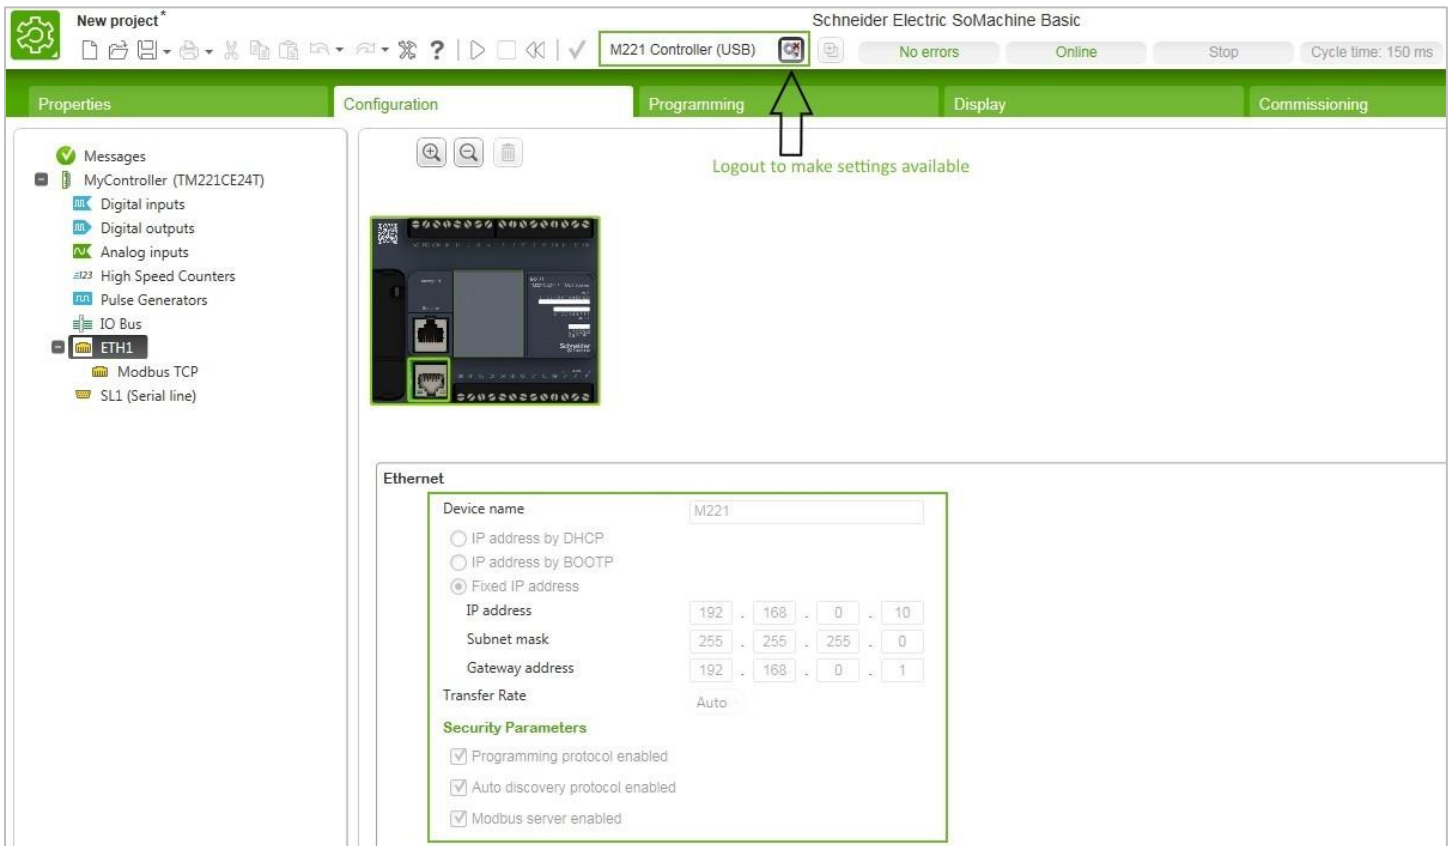 New project*
Schneider Electric SoMachine Basic
?
M221 Controller (USB)
No errors
Online
Stop
Cycle time: 150 ms
Properties
Configuration
Programming
Display
Commissioning
Logout to make settings available
Messages
MyController (TM221CE24T)
Digital inputs
Digital outputs
Analog inputs
High Speed Counters
Pulse Generators
IO Bus
ETH1
Modbus TCP
SL1 (Serial line)
Schneider
Ethernet
Device name M221
IP address by DHCP
IP address by BOOTP
Fixed IP address
IP address 192 . 168 . 0 . 10
Subnet mask 255 . 255 . 255 . 0
Gateway address 192 . 168 . 0 . 1
Transfer Rate Auto
Security Parameters
Programming protocol enabled
Auto discovery protocol enabled
Modbus server enabled